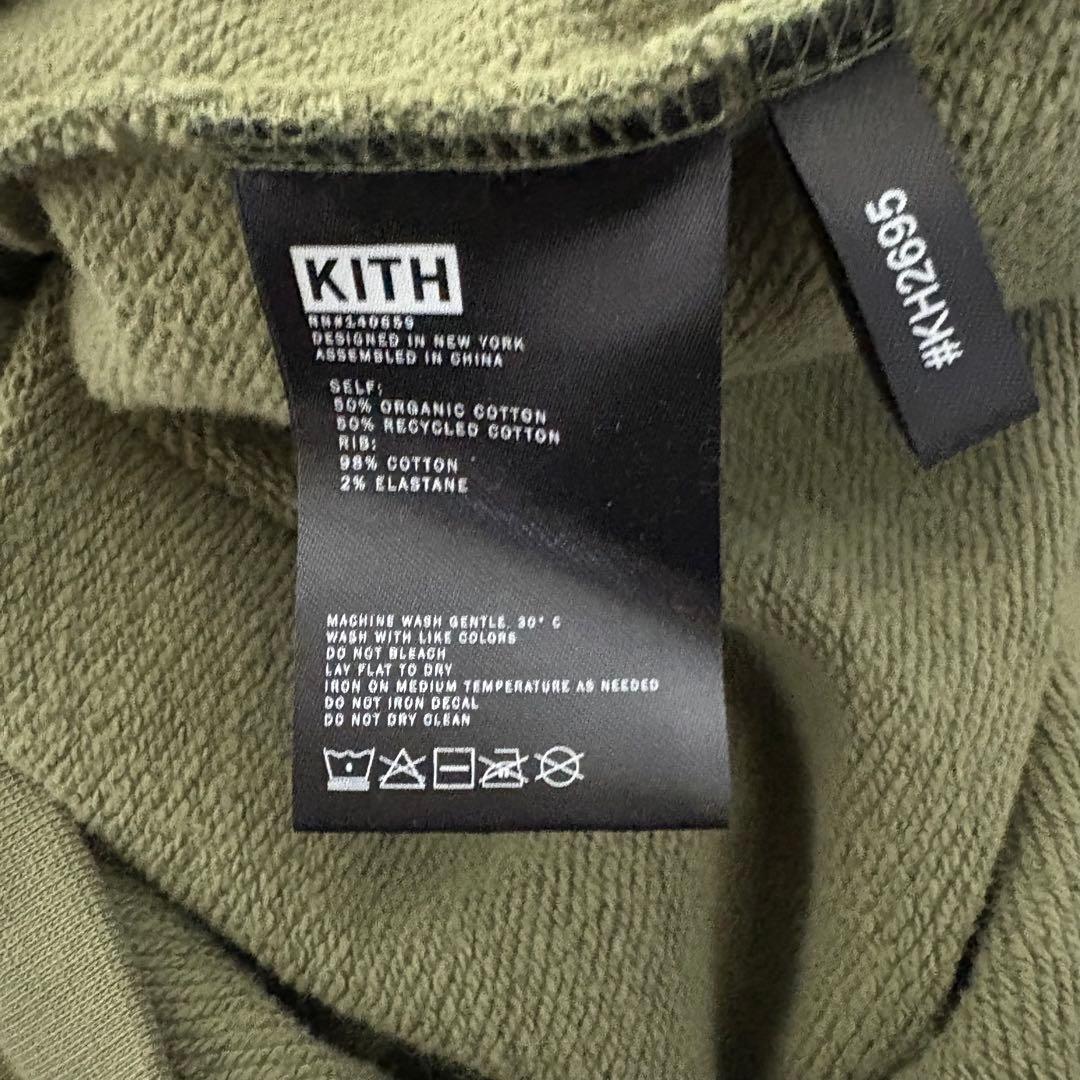 KITH
RN#140659
DESIGNED IN NEW YORK
ASSEMBLED IN CHINA
SELF:
50% ORGANIC COTTON
50% RECYCLED COTTON
RIB:
98% COTTON
2% ELASTANE
MACHINE WASH GENTLE, 30° C
WASH WITH LIKE COLORS
DO NOT BLEACH
LAY FLAT TO DRY
IRON ON MEDIUM TEMPERATURE AS NEEDED
DO NOT IRON DECAL
DO NOT DRY CLEAN
#KH2695